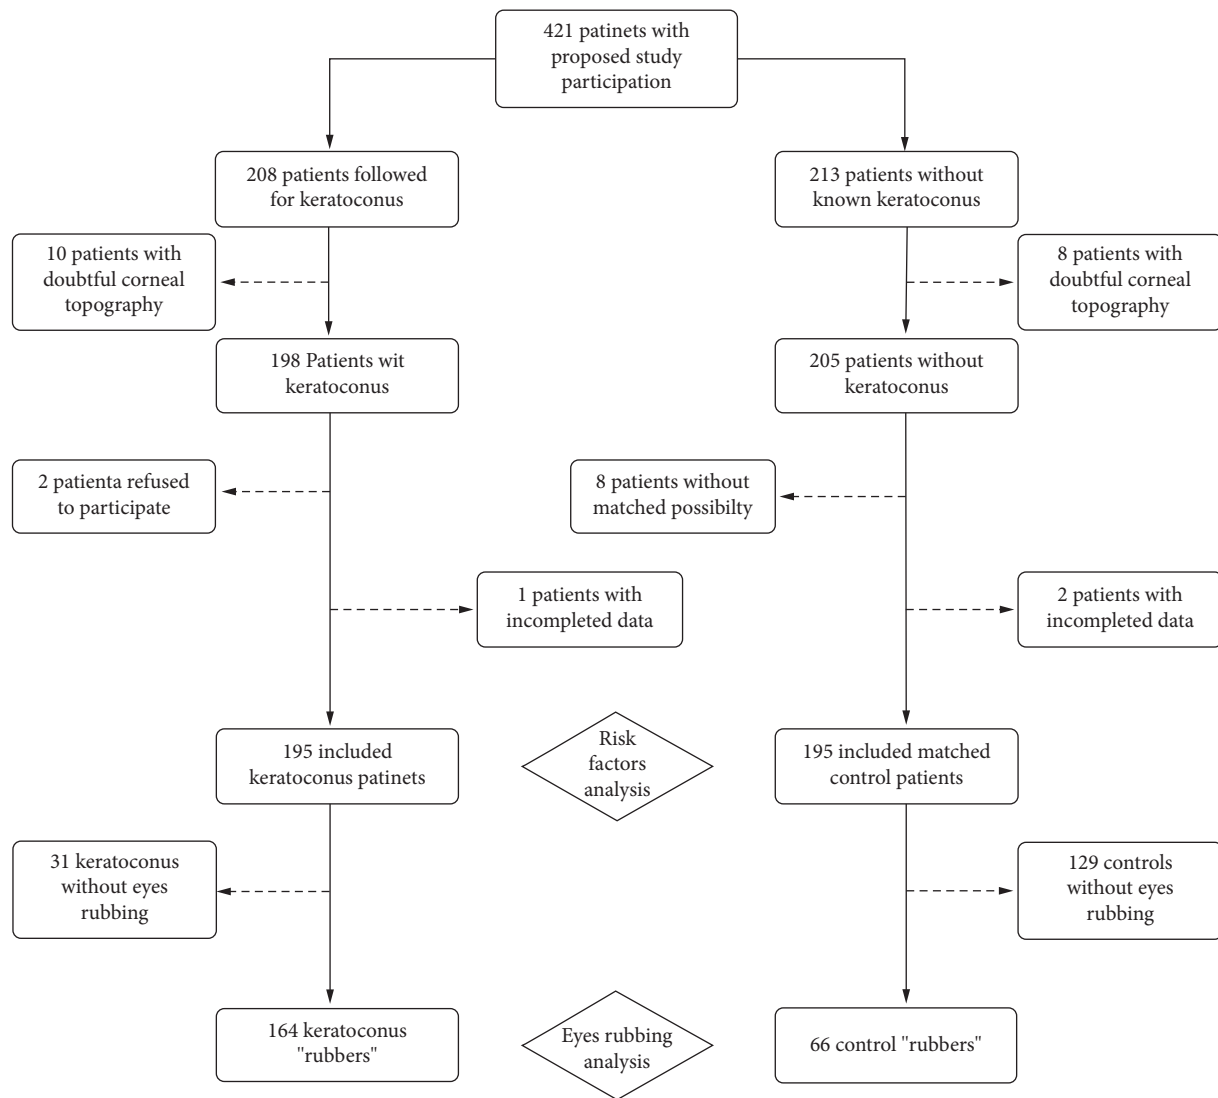 421 patinets with
proposed study
participation
208 patients followed
for keratoconus
213 patients without
known keratoconus
10 patients with
doubtful corneal
topography
8 patients with
doubtful corneal
topography
198 Patients wit
keratoconus
205 patients without
keratoconus
2 patienta refused
to participate
8 patients without
matched possibilty
1 patients with
incompleted data
2 patients with
incompleted data
195 included
keratoconus patinets
Risk
factors
analysis
195 included matched
control patients
31 keratoconus
without eyes
rubbing
129 controls
without eyes
rubbing
164 keratoconus
"rubbers"
Eyes rubbing
analysis
66 control "rubbers"